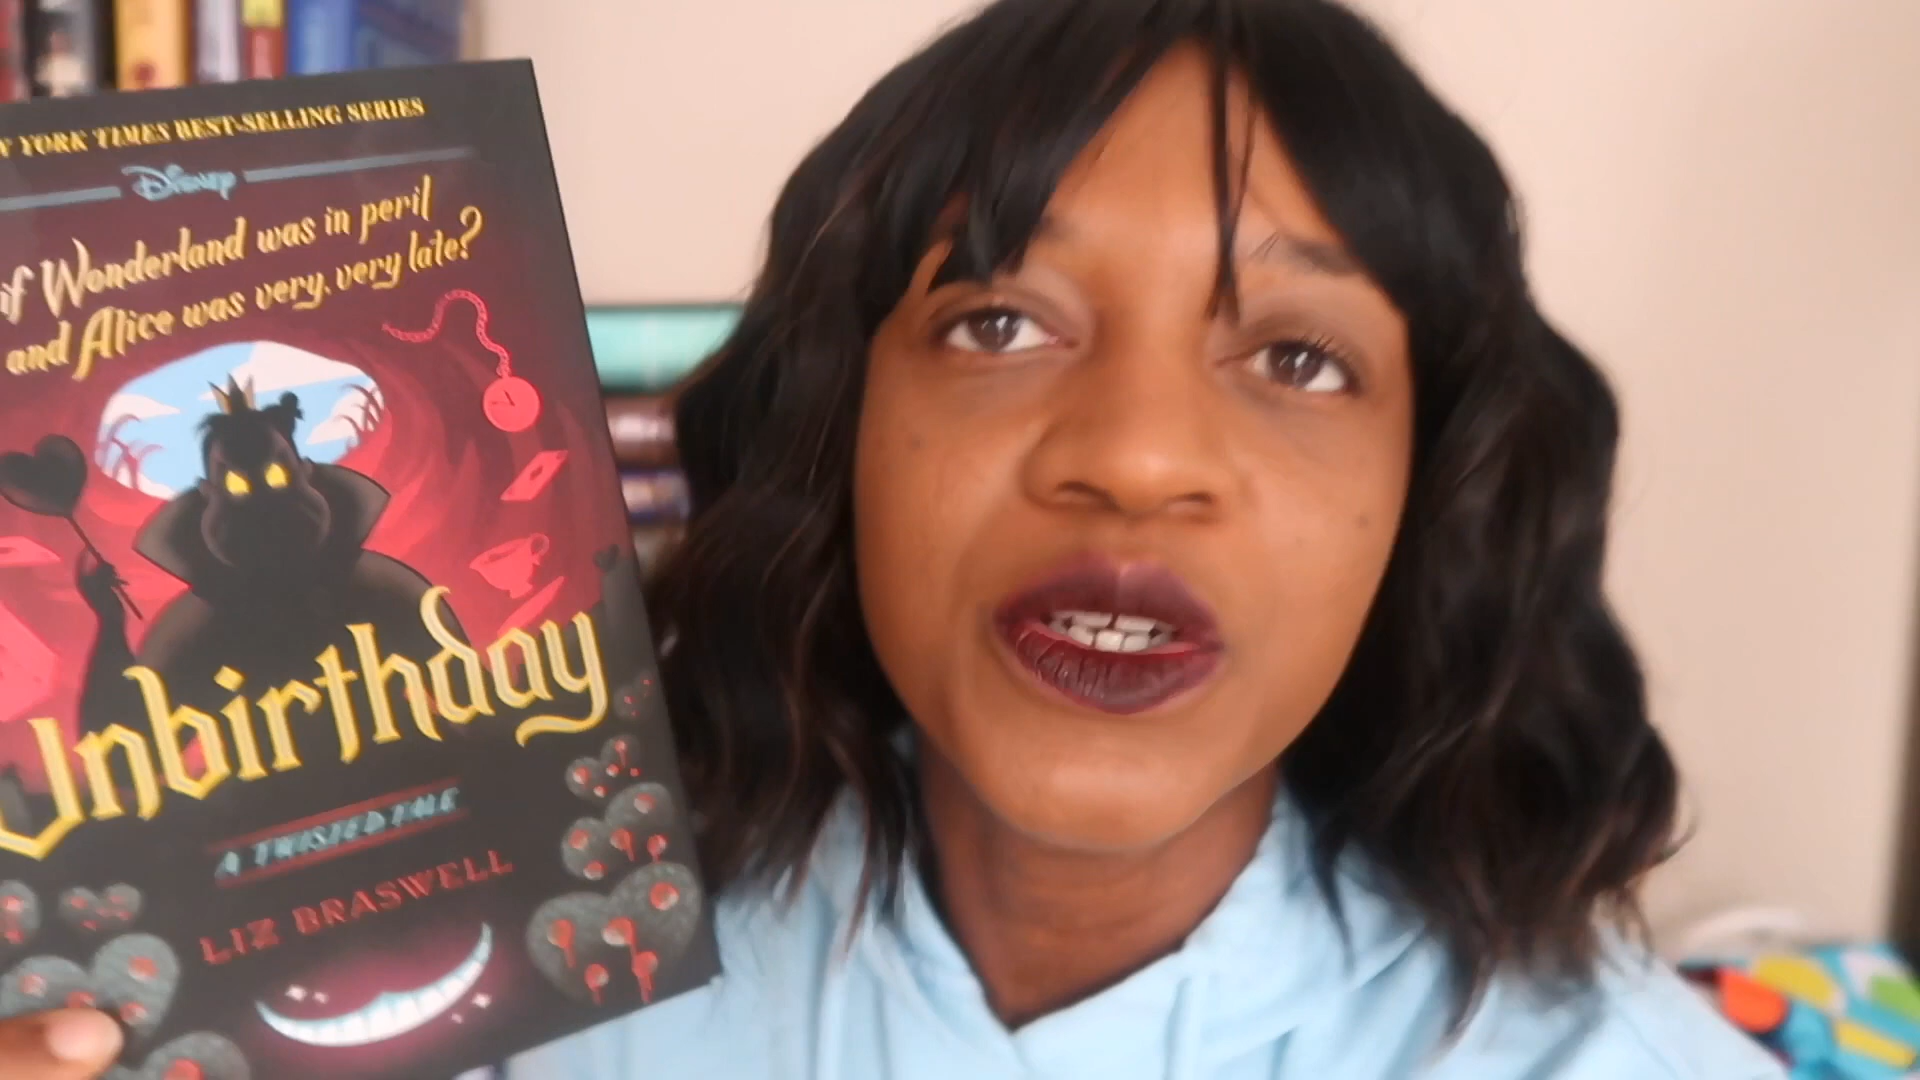 YORK TIMES BEST-SELLING SERIES
Disney
if Wonderland was in peril
and Alice was very, very late?
Unbirthday
A TWISTED TALE
LIZ BRASWELL